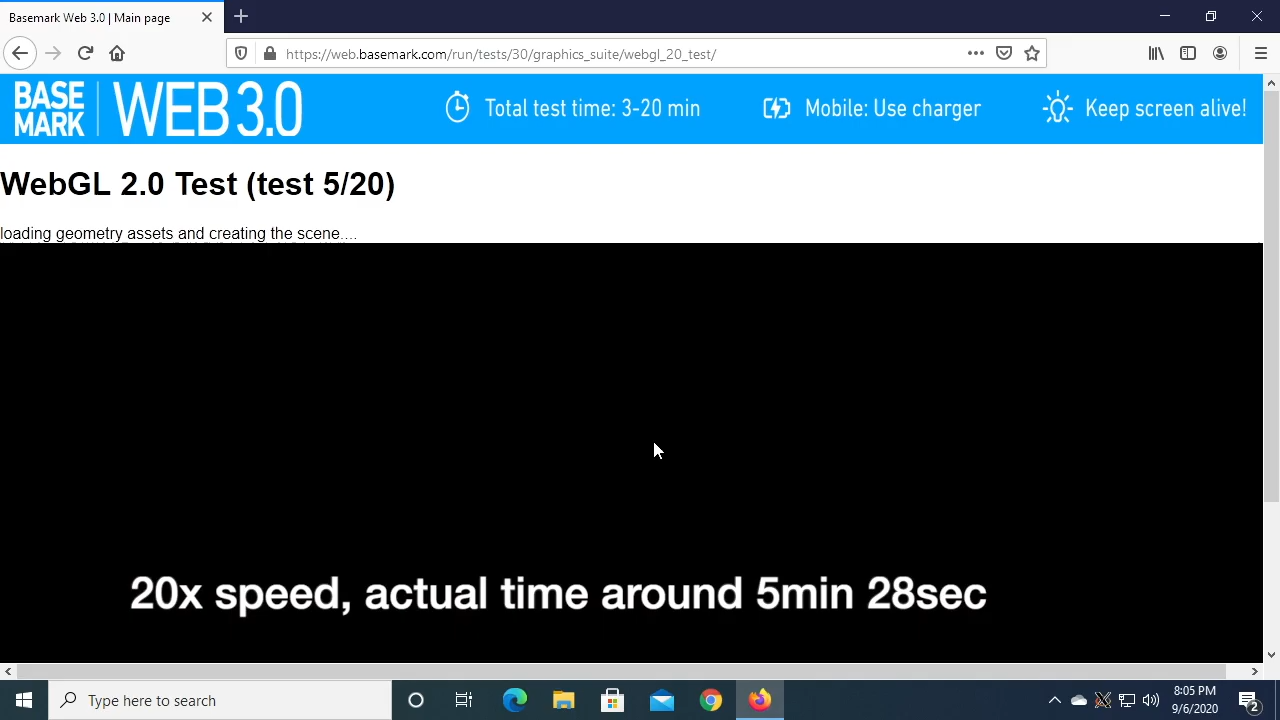 Basemark Web 3.0 | Main page
https://web.basemark.com/run/tests/30/graphics_suite/webgl_20_test/
BASE
MARK
WEB 3.0
Total test time: 3-20 min
Mobile: Use charger
Keep screen alive!
WebGL 2.0 Test (test 5/20)
loading geometry assets and creating the scene....
20x speed, actual time around 5min 28sec
Type here to search
8:05 PM
9/6/2020
2